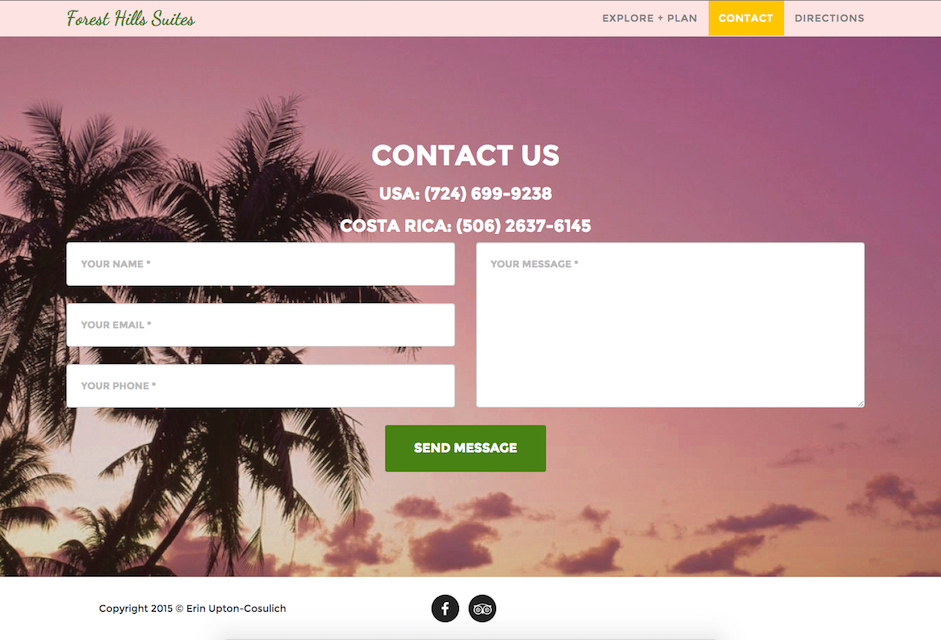 Forest Hills Suites
EXPLORE + PLAN
CONTACT
DIRECTIONS
CONTACT US
USA: (724) 699-9238
COSTA RICA: (506) 2637-6145
YOUR NAME *
YOUR EMAIL *
YOUR PHONE *
YOUR MESSAGE *
SEND MESSAGE
Copyright 2015 © Erin Upton-Cosulich
f